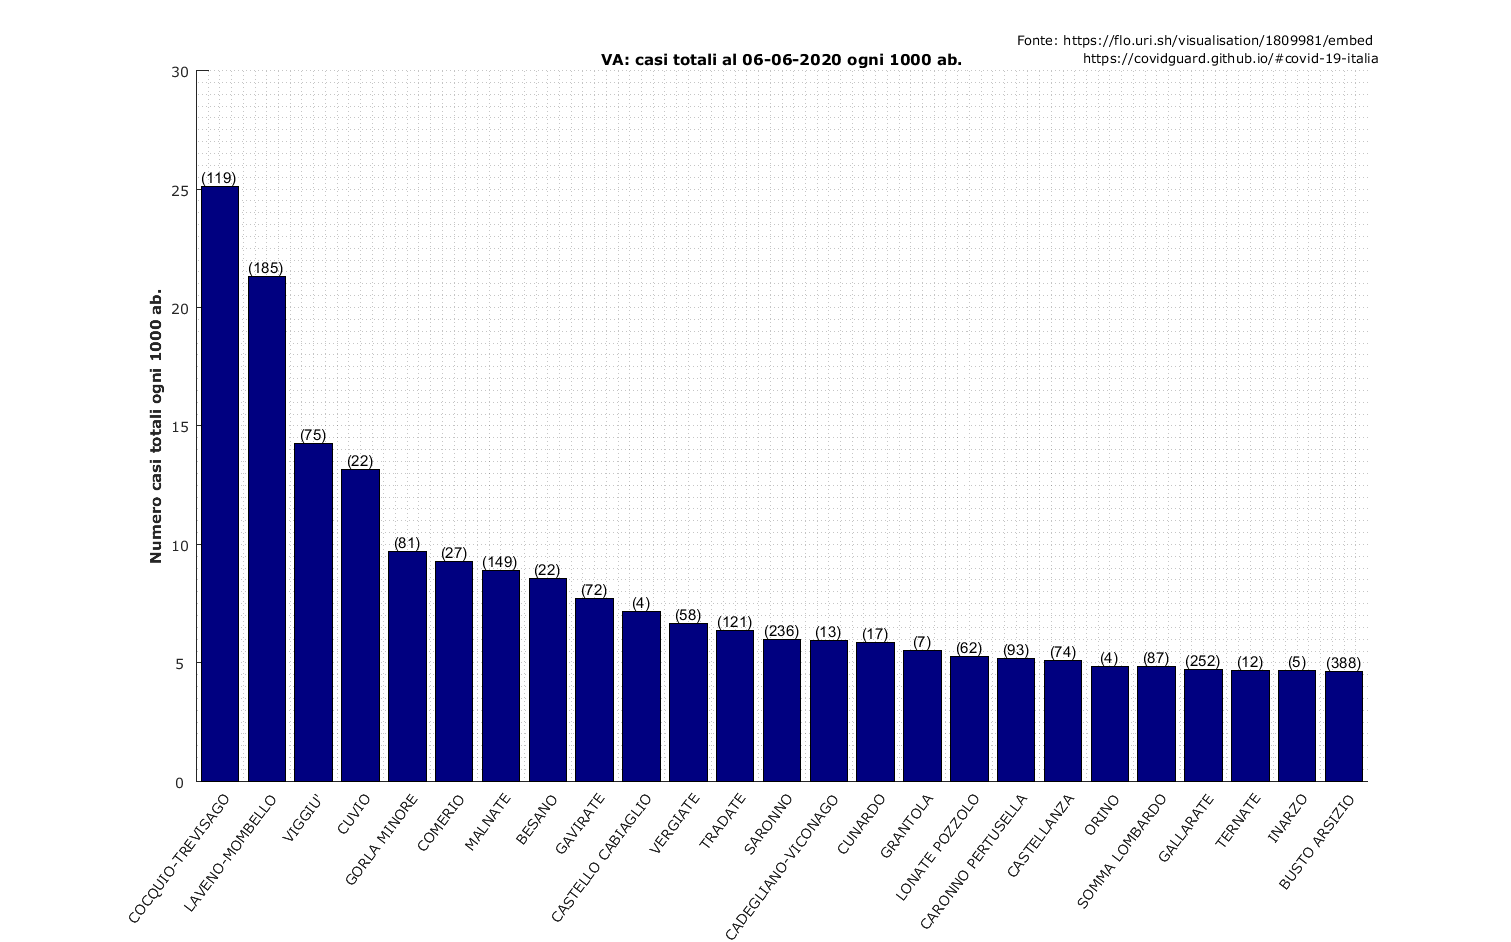 Fonte: https://flo.uri.sh/visualisation/1809981/embed
https://covidguard.github.io/#covid-19-italia
VA: casi totali al 06-06-2020 ogni 1000 ab.
Numero casi totali ogni 1000 ab.
30
25
20
15
10
5
0
(119)
(185)
(75)
(22)
(81)
(27)
(149)
(22)
(72)
(4)
(58)
(121)
(236)
(13)
(17)
(7)
(62)
(93)
(74)
(4)
(87)
(252)
(12)
(5)
(388)
COCQUIO-TREVISAGO
LAVENO-MOMBELLO
VIGGIU'
CUVIO
GORLA MINORE
COMERIO
MALNATE
BESANO
GAVIRATE
CASTELLO CABIAGLIO
VERGIATE
TRADATE
SARONNO
CADEGLIANO-VICONAGO
CUNARDO
GRANTOLA
LONATE POZZOLO
CARONNO PERTUSELLA
CASTELLANZA
ORINO
SOMMA LOMBARDO
GALLARATE
TERNATE
INARZO
BUSTO ARSIZIO